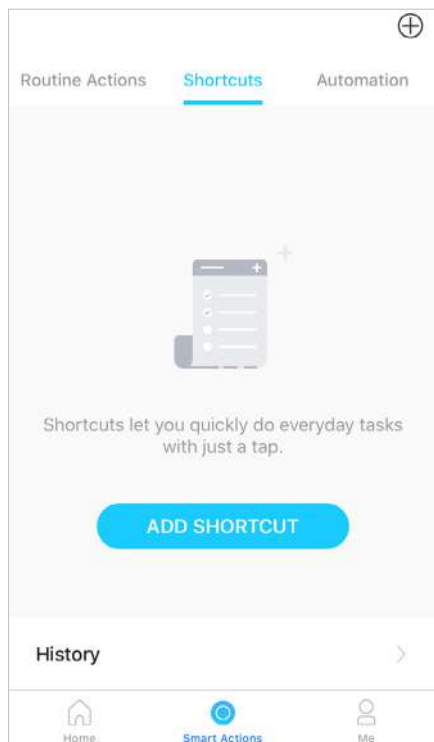 Routine Actions Shortcuts Automation
Shortcuts let you quickly do everyday tasks
with just a tap.
ADD SHORTCUT
History
Home Smart Actions Me